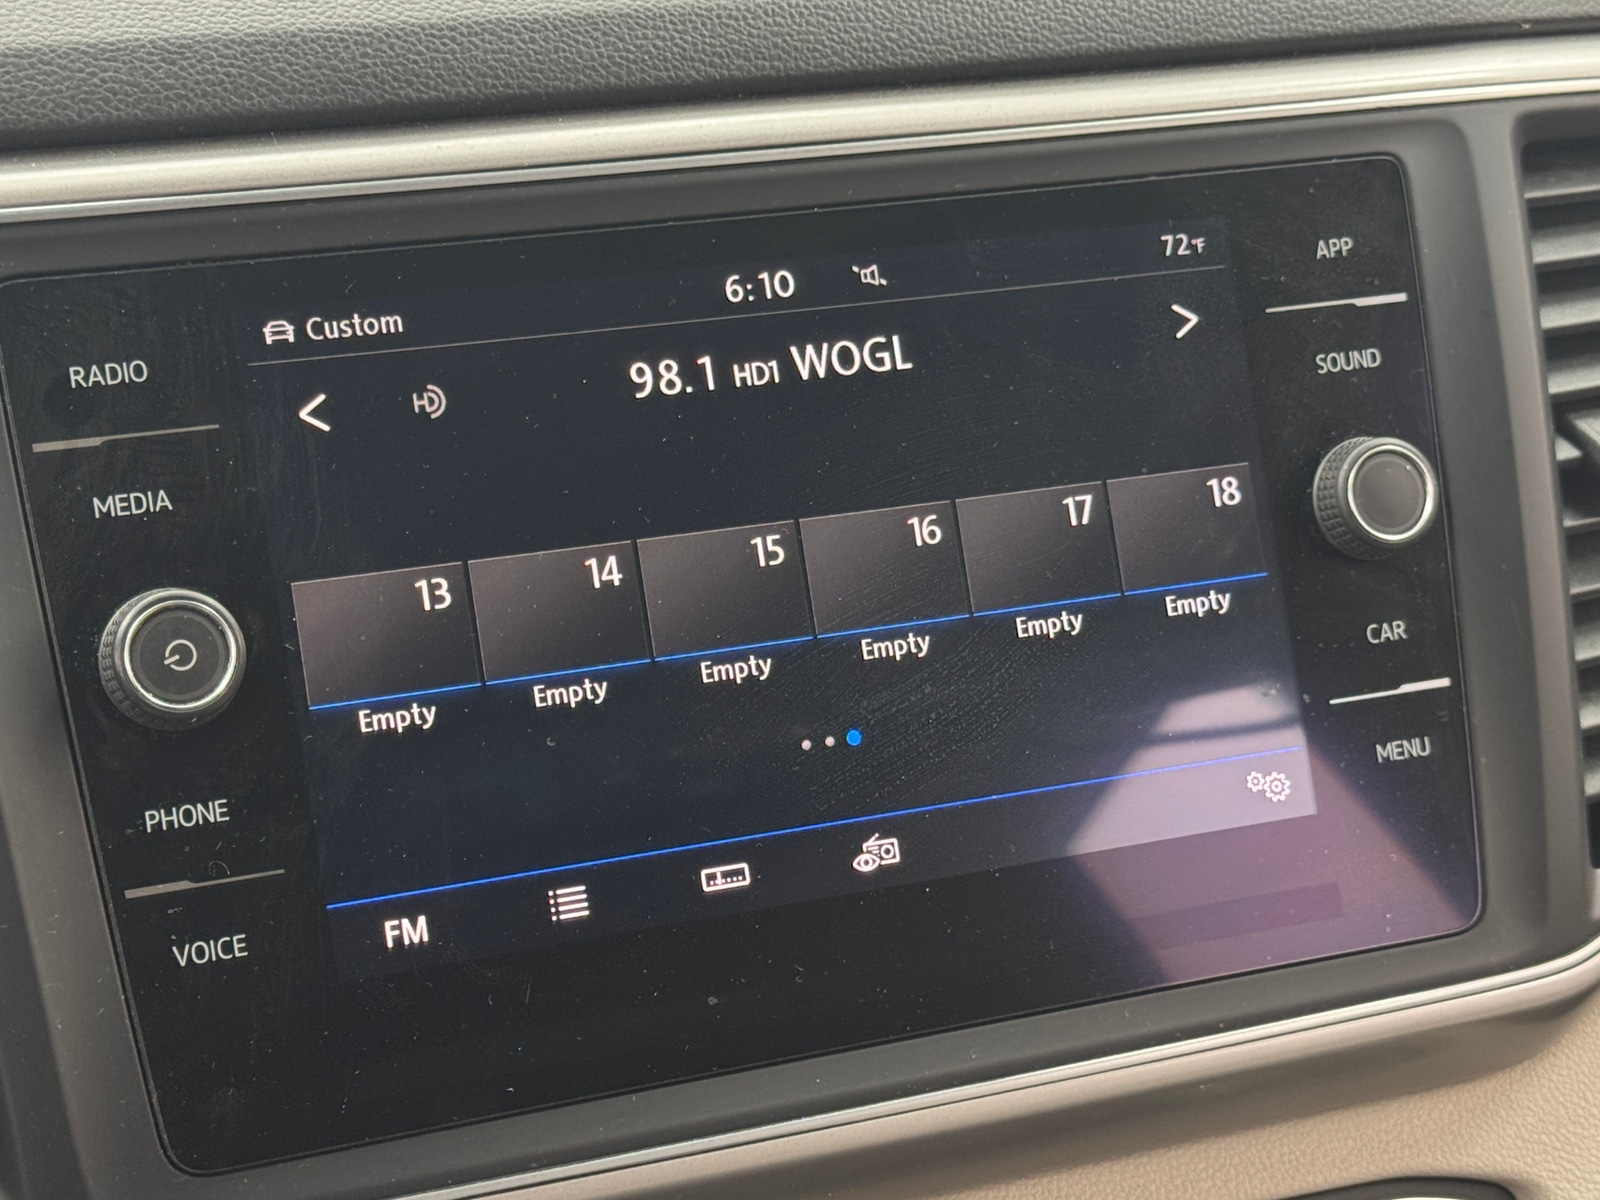 6:10
72°F
Custom
98.1 HD1 WOGL
HD
13 14 15 16 17 18
Empty Empty Empty Empty Empty Empty
FM
RADIO
MEDIA
PHONE
VOICE
APP
SOUND
CAR
MENU